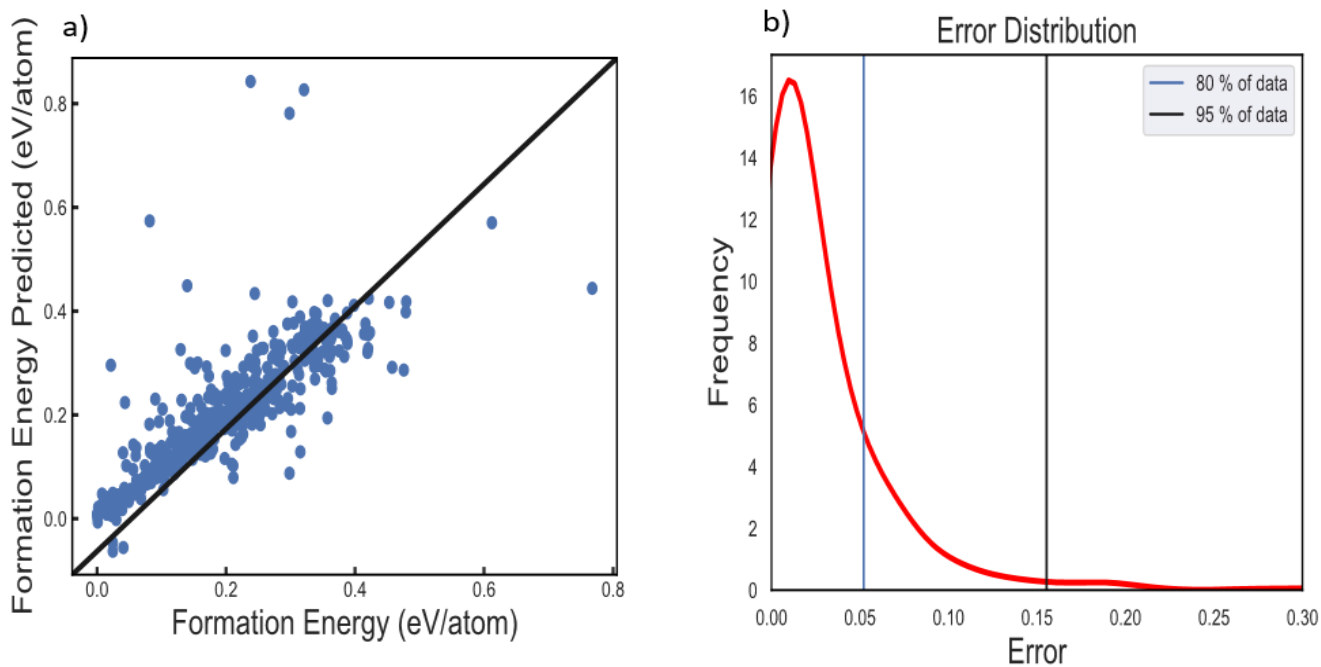 a)
Formation Energy Predicted (eV/atom)
0.8
0.6
0.4
0.2
0.0
0.0 0.2 0.4 0.6 0.8
Formation Energy (eV/atom)
b)
Error Distribution
80 % of data
95 % of data
Frequency
16
14
12
10
8
6
4
2
0
0.00 0.05 0.10 0.15 0.20 0.25 0.30
Error